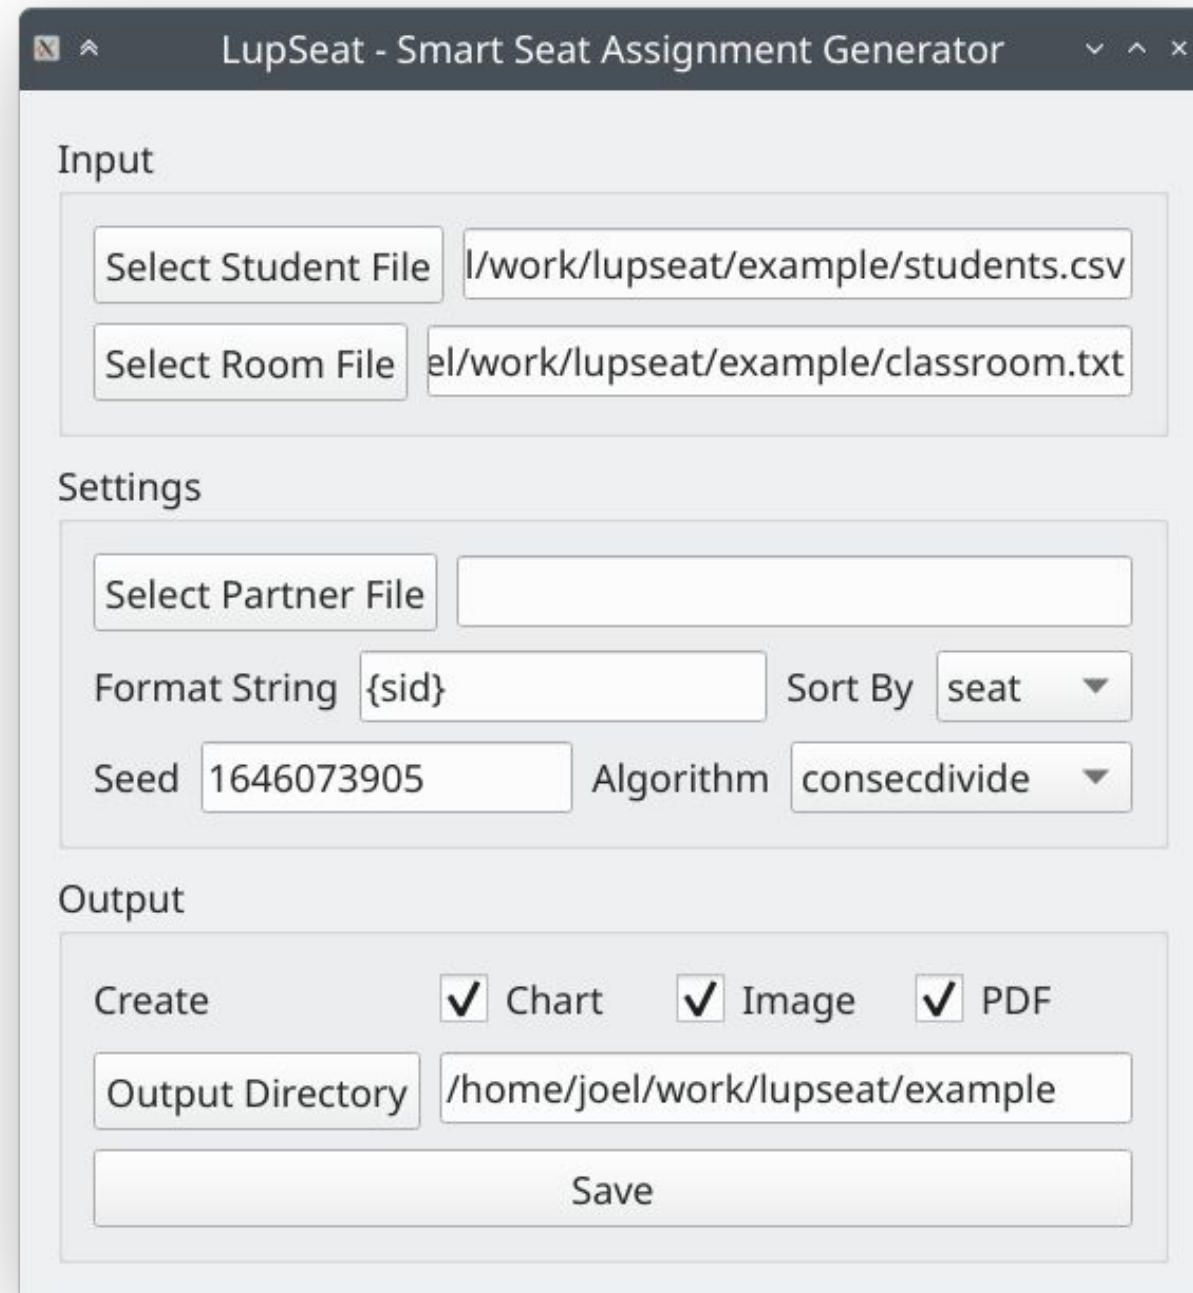 LupSeat - Smart Seat Assignment Generator
Input
Select Student File l/work/lupseat/example/students.csv
Select Room File el/work/lupseat/example/classroom.txt
Settings
Select Partner File
Format String {sid} Sort By seat
Seed 1646073905 Algorithm consecdivide
Output
Create Chart Image PDF
Output Directory /home/joel/work/lupseat/example
Save